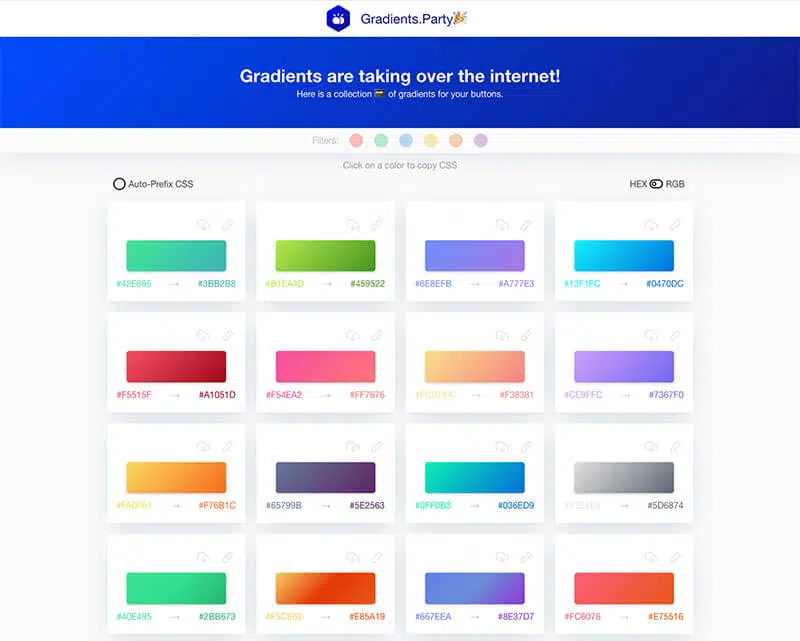 Gradients.Party🎉
Gradients are taking over the internet!
Here is a collection 💳 of gradients for your buttons.
Filters:
Click on a color to copy CSS
Auto-Prefix CSS HEX RGB
#42E695 → #3BB2B8 #B1EA4D → #459522 #6E8EFB → #A777E3 #13F1FC → #0470DC
#F5515F → #A1051D #F54EA2 → #FF7676 → #F38381 #CE9FFC → #7367F0
#FAD961 → #F76B1C #65799B → #5E2563 #0FF0B3 → #036ED9 → #5D6874
#40E495 → #2BB673 #F5CE62 → #E85A19 #667EEA → #8E37D7 #FC6076 → #E75516